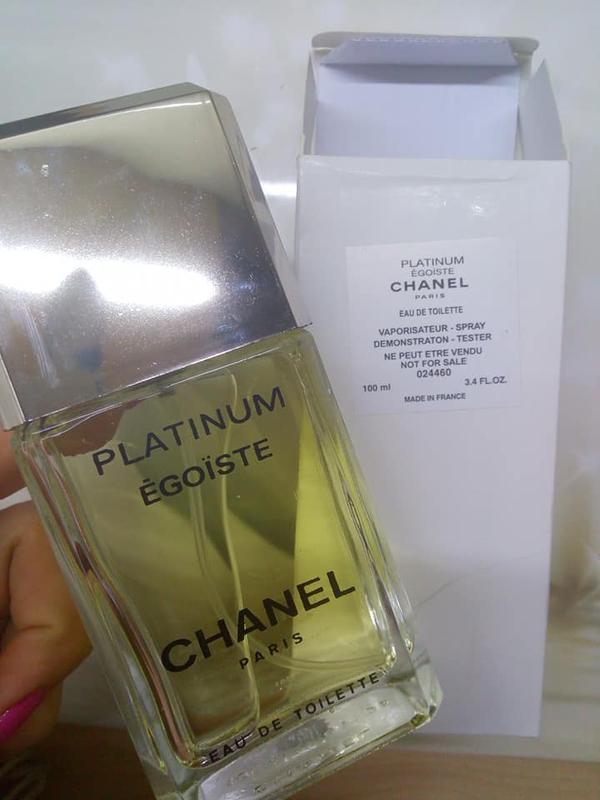 PLATINUM
ÉGOÏSTE
CHANEL
PARIS
EAU DE TOILETTE
PLATINUM
ÉGOÏSTE
CHANEL
PARIS
EAU DE TOILETTE
VAPORISATEUR - SPRAY
DEMONSTRATON - TESTER
NE PEUT ETRE VENDU
NOT FOR SALE
024460
100 ml 3.4 FL.OZ.
MADE IN FRANCE